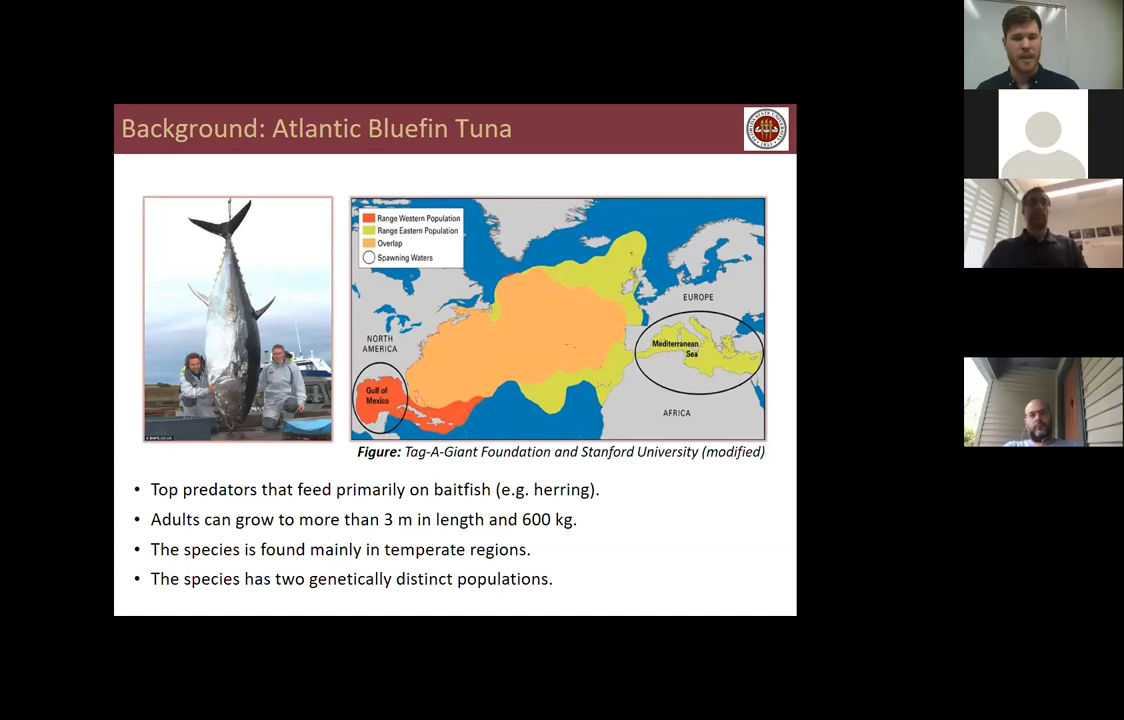 Background: Atlantic Bluefin Tuna
Range Western Population
Range Eastern Population
Overlap
Spawning Waters
EUROPE
NORTH
AMERICA
Mediterranean
Sea
Gulf of
Mexico
AFRICA
Figure: Tag-A-Giant Foundation and Stanford University (modified)
• Top predators that feed primarily on baitfish (e.g. herring).
• Adults can grow to more than 3 m in length and 600 kg.
• The species is found mainly in temperate regions.
• The species has two genetically distinct populations.